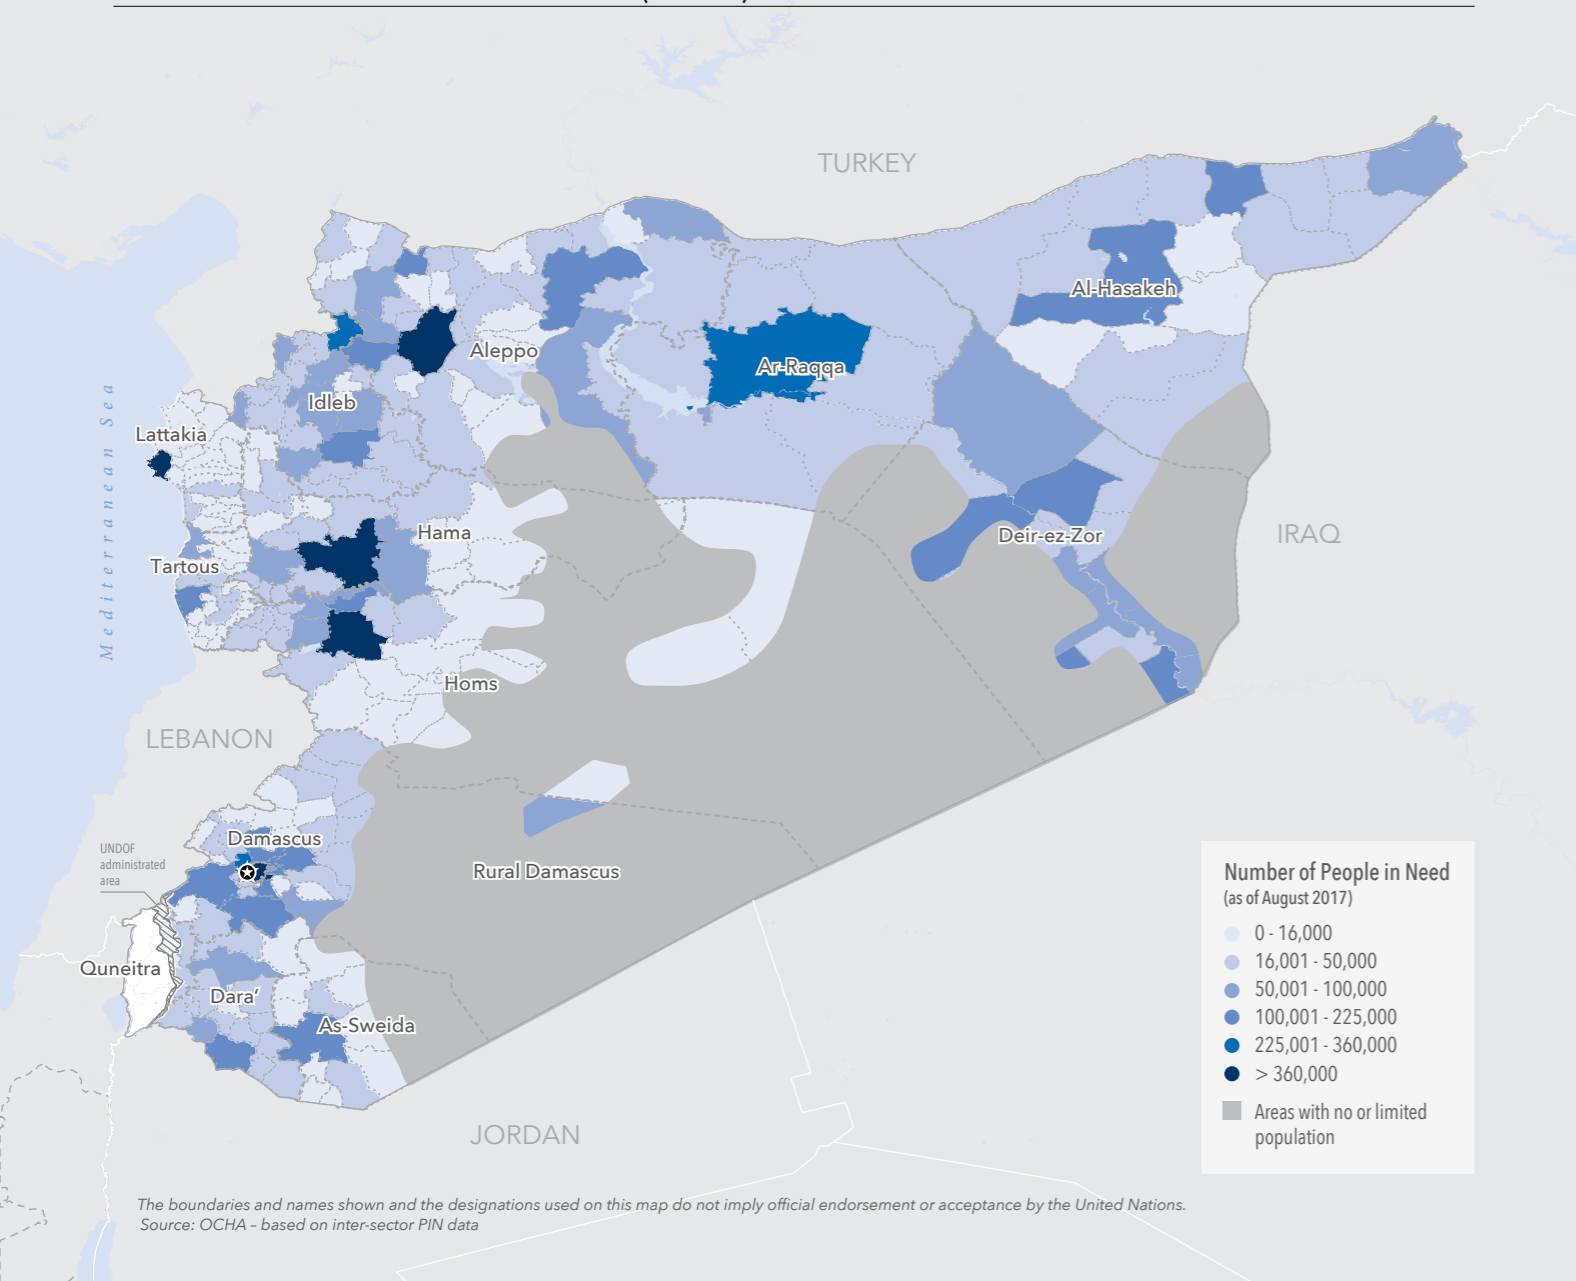 TURKEY
Al-Hasakeh
Aleppo
Ar-Raqqa
Idleb
Lattakia
Mediterranean Sea
Hama
Deir-ez-Zor
IRAQ
Tartous
Homs
LEBANON
Damascus
UNDOF
administrated
area
Rural Damascus
Quneitra
Dara'
As-Sweida
JORDAN
Number of People in Need
(as of August 2017)
0 - 16,000
16,001 - 50,000
50,001 - 100,000
100,001 - 225,000
225,001 - 360,000
> 360,000
Areas with no or limited
population
The boundaries and names shown and the designations used on this map do not imply official endorsement or acceptance by the United Nations.
Source: OCHA – based on inter-sector PIN data